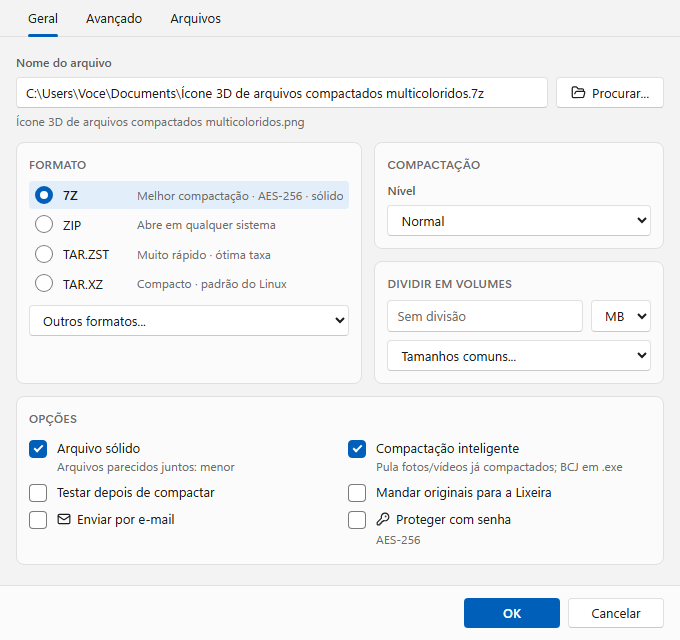 Geral Avançado Arquivos
Nome do arquivo
C:\Users\Voce\Documents\Ícone 3D de arquivos compactados multicoloridos.7z Procurar...
Ícone 3D de arquivos compactados multicoloridos.png
FORMATO
7Z Melhor compactação · AES-256 · sólido
ZIP Abre em qualquer sistema
TAR.ZST Muito rápido · ótima taxa
TAR.XZ Compacto · padrão do Linux
Outros formatos...
COMPACTAÇÃO
Nível
Normal
DIVIDIR EM VOLUMES
Sem divisão MB
Tamanhos comuns...
OPÇÕES
Arquivo sólido
Arquivos parecidos juntos: menor
Compactação inteligente
Pula fotos/vídeos já compactados; BCJ em .exe
Testar depois de compactar
Mandar originais para a Lixeira
Enviar por e-mail
Proteger com senha
AES-256
OK Cancelar